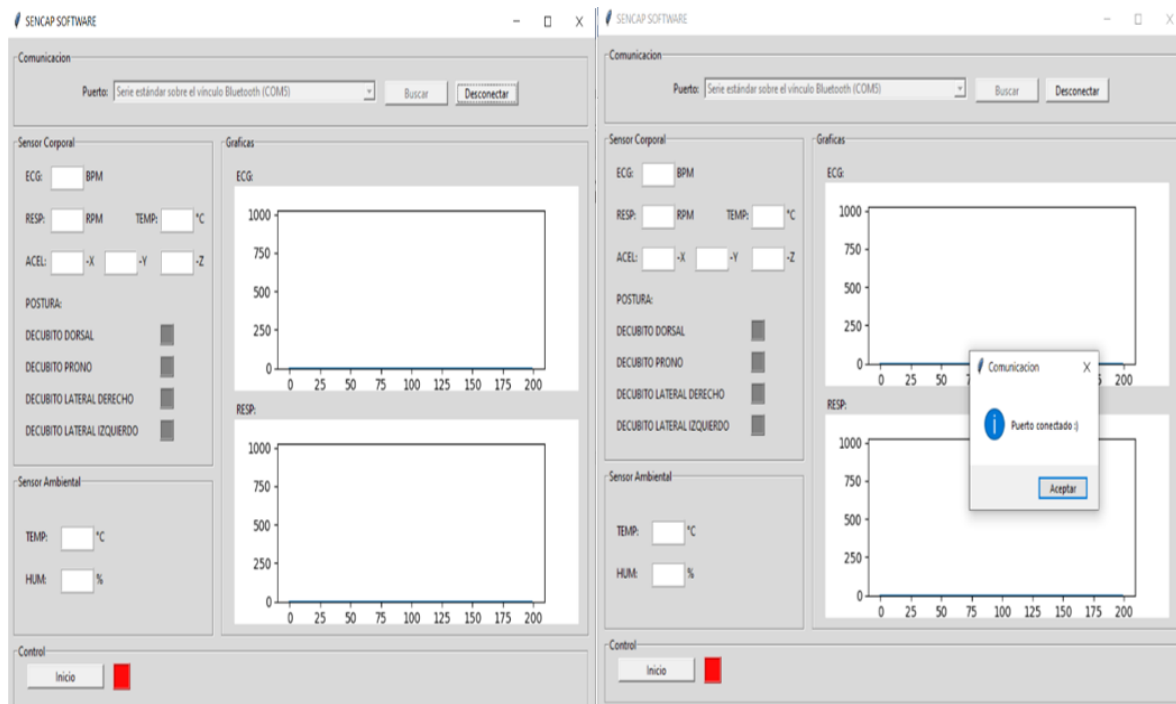 SENCAP SOFTWARE
Comunicacion
Puerto: Serie estándar sobre el vínculo Bluetooth (COM5) Buscar Desconectar
Sensor Corporal
ECG: BPM
RESP: RPM TEMP: °C
ACEL: -X -Y -Z
POSTURA:
DECUBITO DORSAL
DECUBITO PRONO
DECUBITO LATERAL DERECHO
DECUBITO LATERAL IZQUIERDO
Sensor Ambiental
TEMP: °C
HUM: %
Graficas
ECG:
1000
750
500
250
0
0 25 50 75 100 125 150 175 200
RESP:
1000
750
500
250
0
0 25 50 75 100 125 150 175 200
Control
Inicio
SENCAP SOFTWARE
Comunicacion
Puerto: Serie estándar sobre el vínculo Bluetooth (COM5) Buscar Desconectar
Sensor Corporal
ECG: BPM
RESP: RPM TEMP: °C
ACEL: -X -Y -Z
POSTURA:
DECUBITO DORSAL
DECUBITO PRONO
DECUBITO LATERAL DERECHO
DECUBITO LATERAL IZQUIERDO
Sensor Ambiental
TEMP: °C
HUM: %
Graficas
ECG:
1000
750
500
250
0
0 25 50 200
Comunicacion
Puerto conectado :)
Aceptar
RESP:
1000
750
500
250
0
0 25 50 75 100 125 150 175 200
Control
Inicio